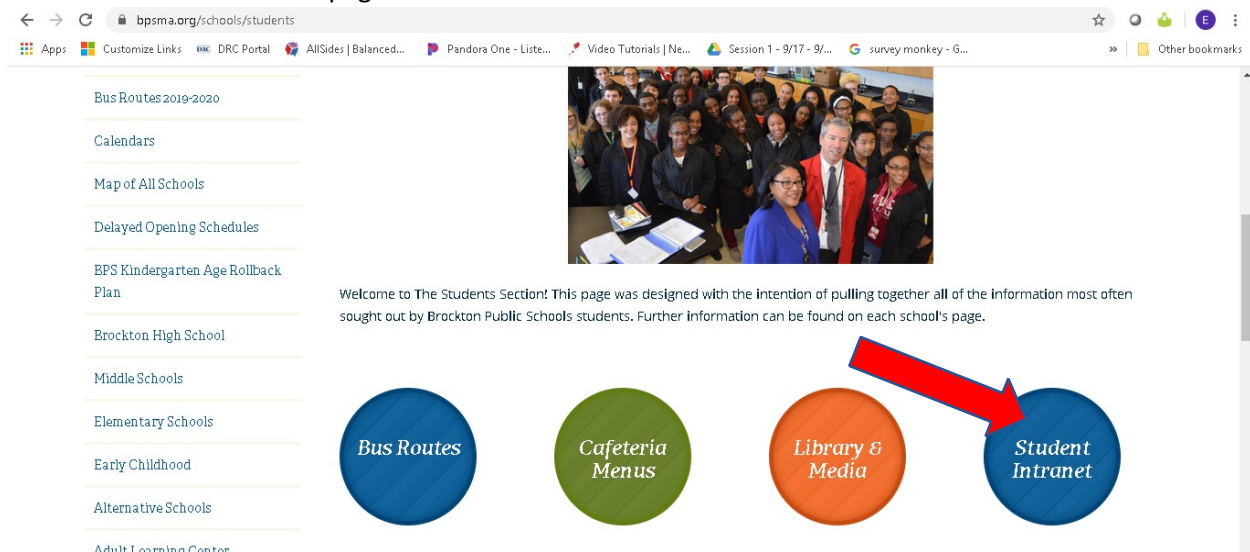 bpsma.org/schools/students
E
Apps Customize Links DRC DRC Portal AllSides | Balanced... Pandora One - Liste... Video Tutorials | Ne... Session 1 - 9/17 - 9/... G survey monkey - G... » Other bookmarks
Bus Routes 2019-2020
Calendars
Map of All Schools
Delayed Opening Schedules
BPS Kindergarten Age Rollback
Plan
Brockton High School
Middle Schools
Elementary Schools
Early Childhood
Alternative Schools
Adult Learning Center
Welcome to The Students Section! This page was designed with the intention of pulling together all of the information most often
sought out by Brockton Public Schools students. Further information can be found on each school's page.
Bus Routes
Cafeteria
Menus
Library &
Media
Student
Intranet